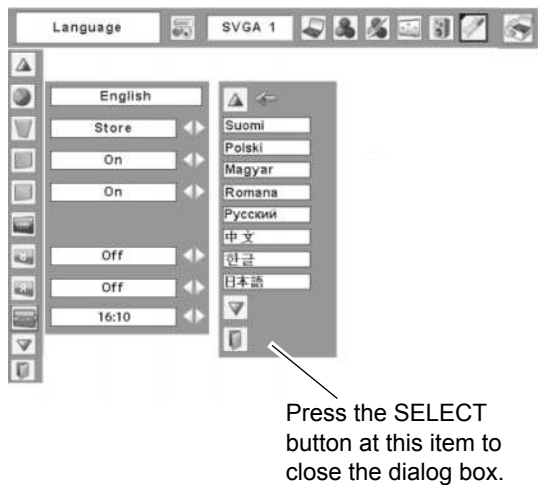 Language
SVGA 1
English
Store
On
On
Off
Off
16:10
Suomi
Polski
Magyar
Romana
Русский
中文
한글
日本語
Press the SELECT
button at this item to
close the dialog box.